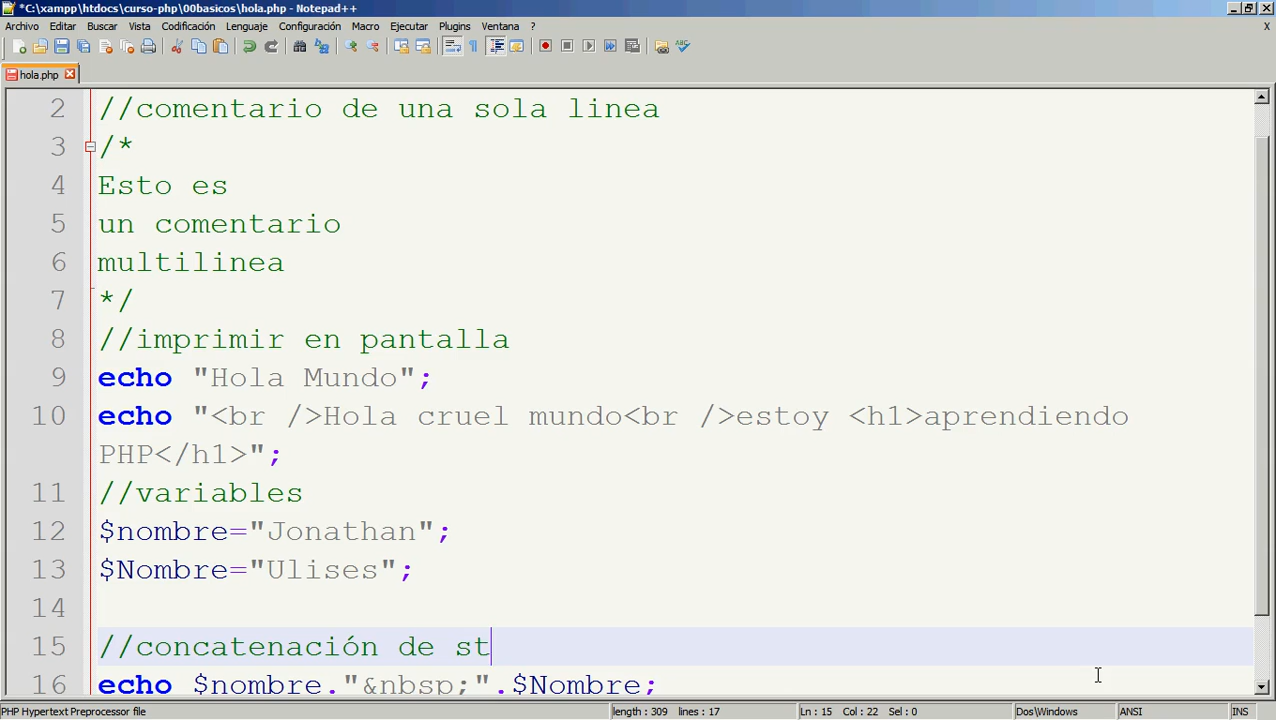 *C:\xampp\htdocs\curso-php\00basicos\hola.php - Notepad++
Archivo Editar Buscar Vista Codificación Lenguaje Configuración Macro Ejecutar Plugins Ventana ?
hola.php
2 //comentario de una sola linea
3 /*
4 Esto es
5 un comentario
6 multilinea
7 */
8 //imprimir en pantalla
9 echo "Hola Mundo";
10 echo "<br />Hola cruel mundo<br />estoy <h1>aprendiendo
PHP</h1>";
11 //variables
12 $nombre="Jonathan";
13 $Nombre="Ulises";
14
15 //concatenación de st
16 echo $nombre."&nbsp;".$Nombre;
PHP Hypertext Preprocessor file length : 309 lines : 17 Ln : 15 Col : 22 Sel : 0 Dos\Windows ANSI INS